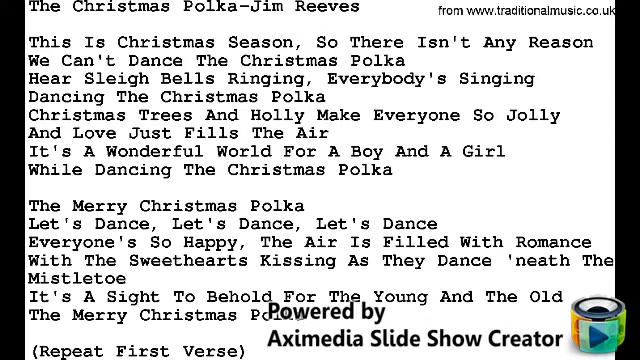 The Christmas Polka-Jim Reeves
from www.traditionalmusic.co.uk
This Is Christmas Season, So There Isn't Any Reason
We Can't Dance The Christmas Polka
Hear Sleigh Bells Ringing, Everybody's Singing
Dancing The Christmas Polka
Christmas Trees And Holly Make Everyone So Jolly
And Love Just Fills The Air
It's A Wonderful World For A Boy And A Girl
While Dancing The Christmas Polka
The Merry Christmas Polka
Let's Dance, Let's Dance, Let's Dance
Everyone's So Happy, The Air Is Filled With Romance
With The Sweethearts Kissing As They Dance 'neath The
Mistletoe
It's A Sight To Behold For The Young And The Old
The Merry Christmas Polka
(Repeat First Verse)
Powered by
Aximedia Slide Show Creator